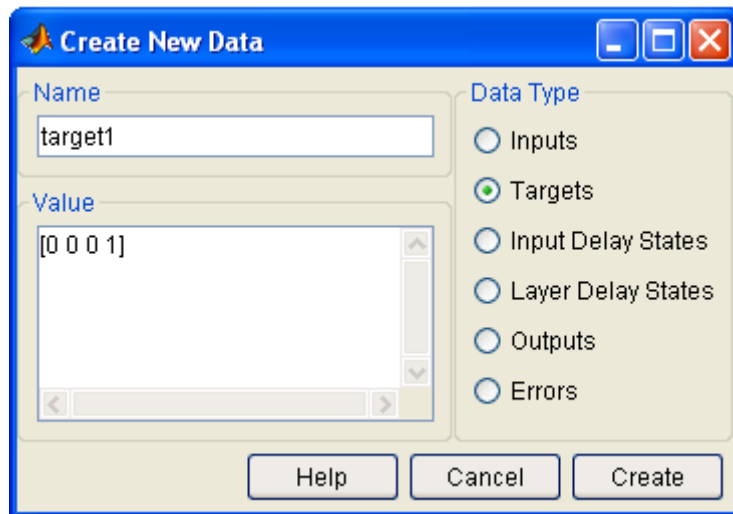 Create New Data
Name
target1
Value
[0 0 0 1]
Data Type
Inputs
Targets
Input Delay States
Layer Delay States
Outputs
Errors
Help
Cancel
Create